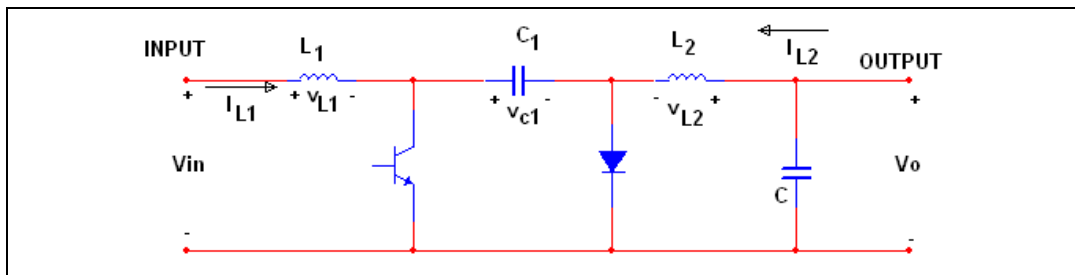 INPUT
L1
C1
L2
IL2
OUTPUT
+
IL1
+ vL1 -
+ vc1 -
- vL2 +
+
Vin
C
Vo
-
-